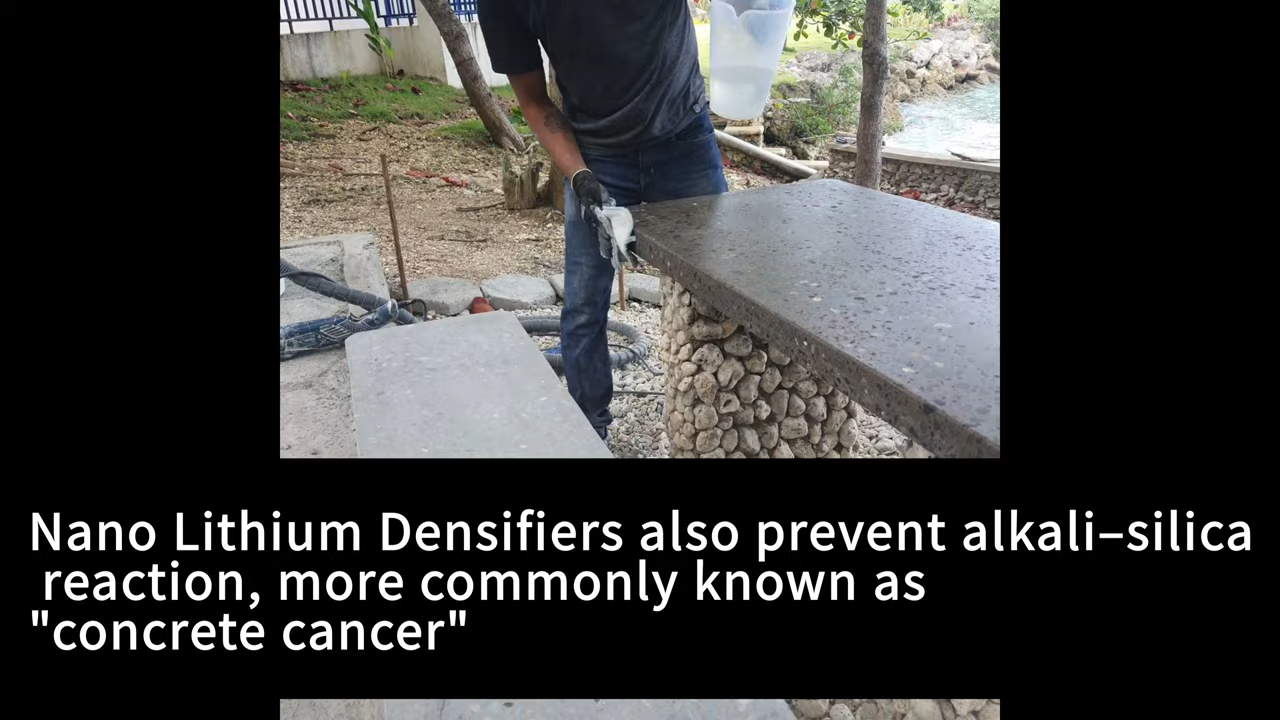 Nano Lithium Densifiers also prevent alkali–silica
reaction, more commonly known as
"concrete cancer"